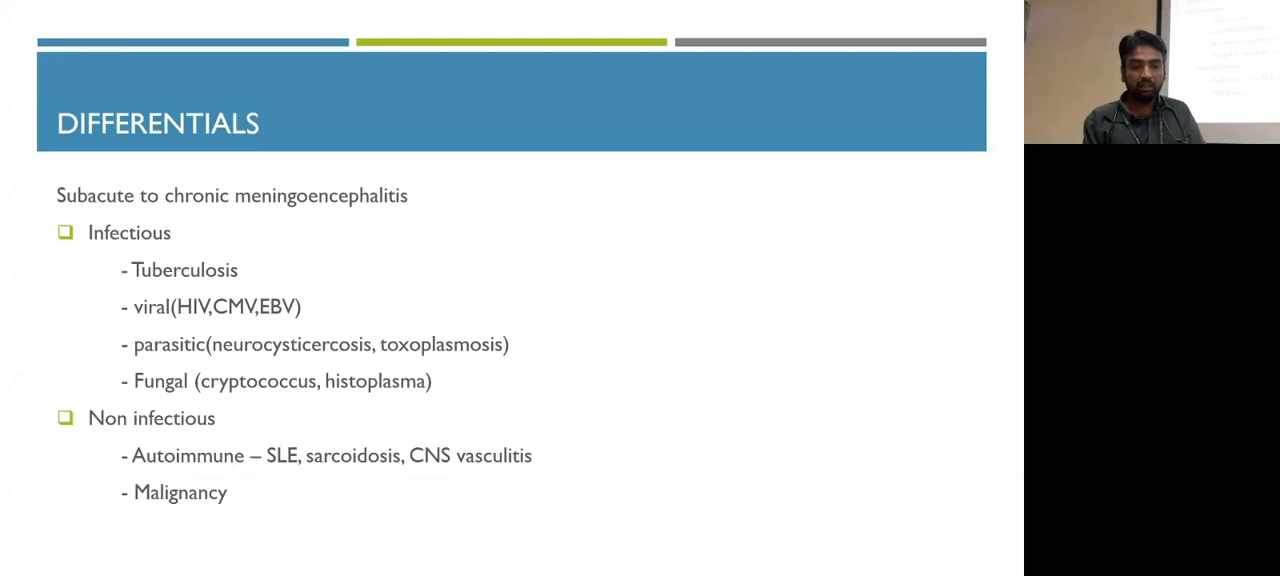 DIFFERENTIALS
Subacute to chronic meningoencephalitis
Infectious
- Tuberculosis
- viral(HIV,CMV,EBV)
- parasitic(neurocysticercosis, toxoplasmosis)
- Fungal (cryptococcus, histoplasma)
Non infectious
- Autoimmune – SLE, sarcoidosis, CNS vasculitis
- Malignancy